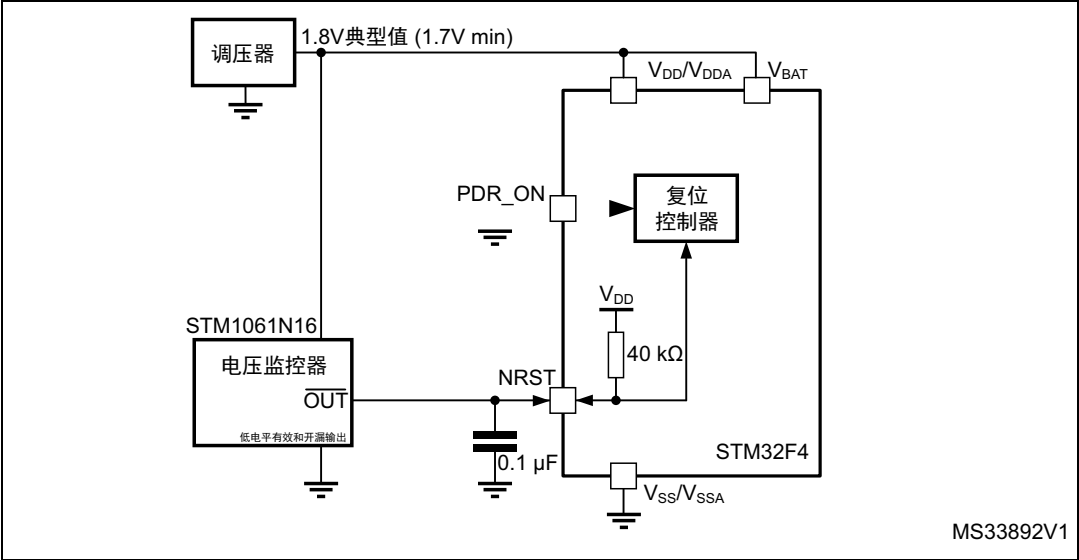 1.8V典型值 (1.7V min)
调压器
VDD/VDDA
VBAT
PDR_ON
复位
控制器
VDD
STM1061N16
40 kΩ
电压监控器
NRST
OUT
低电平有效和开漏输出
STM32F4
0.1 µF
VSS/VSSA
MS33892V1